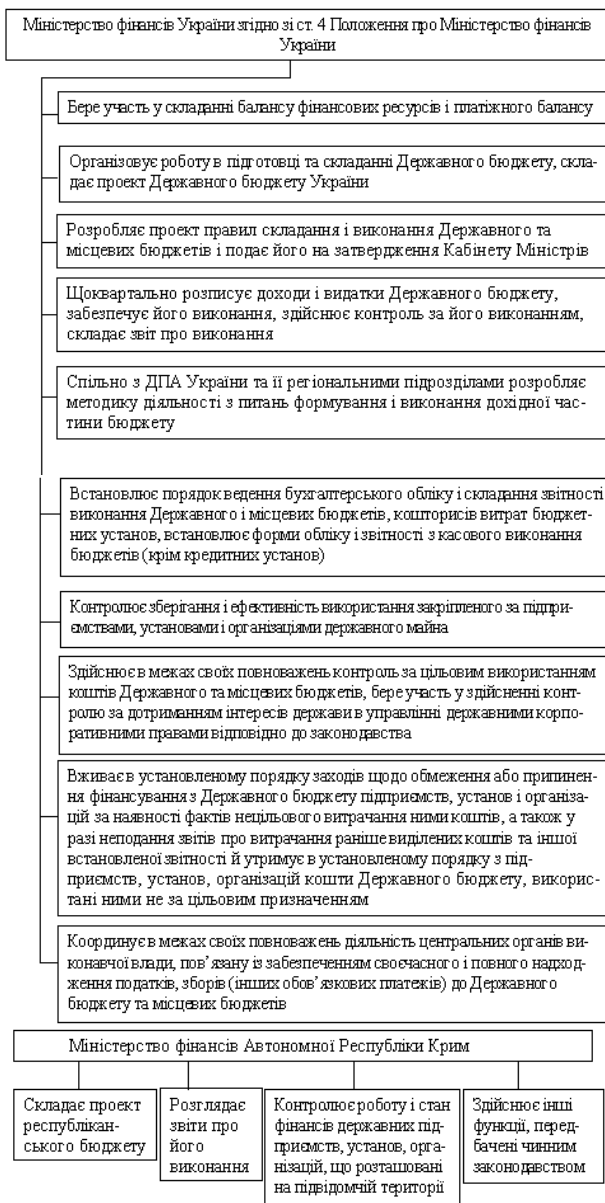 Міністерство фінансів України згідно зі ст. 4 Положення про Міністерство фінансів
України
Бере участь у складанні балансу фінансових ресурсів і платіжного балансу
Організовує роботу в підготовці та складанні Державного бюджету, скла-
дає проект Державного бюджету України
Розробляє проект правил складання і виконання Державного та
місцевих бюджетів і подає його на затвердження Кабінету Міністрів
Щоквартально розписує доходи і видатки Державного бюджету,
забезпечує його виконання, здійснює контроль за його виконанням,
складає звіт про виконання
Спільно з ДПА України та її регіональними підрозділами розробляє
методику діяльності з питань формування і виконання дохідної час-
тини бюджету
Встановлює порядок ведення бухгалтерського обліку і складання звітності
виконання Державного і місцевих бюджетів, кошторисів витрат бюджет-
них установ, встановлює форми обліку і звітності з касового виконання
бюджетів (крім кредитних установ)
Контролює зберігання і ефективність використання закріпленого за підпри-
ємствами, установами і організаціями державного майна
Здійснює в межах своїх повноважень контроль за цільовим використанням
коштів Державного та місцевих бюджетів, бере участь у здійсненні конт-
ролю за дотриманням інтересів держави в управлінні державними корпо-
ративними правами відповідно до законодавства
Вживає в установленому порядку заходів щодо обмеження або припинен-
ня фінансування з Державного бюджету підприємств, установ і організа-
цій за наявності фактів нецільового витрачання ними коштів, а також у
разі неподання звітів про витрачання раніше виділених коштів та іншої
встановленої звітності й утримує в установленому порядку з під-
приємств, установ, організацій кошти Державного бюджету, викорис-
тані ними не за цільовим призначенням
Координує в межах своїх повноважень діяльність центральних органів ви-
конавчої влади, пов’язану із забезпеченням своєчасного і повного надход-
ження податків, зборів (інших обов’язкових платежів) до Державного
бюджету та місцевих бюджетів
Міністерство фінансів Автономної Республіки Крим
Складає проект
республікан-
ського бюджету
Розглядає
звіти про
його
виконання
Контролює роботу і стан
фінансів державних під-
приємств, установ, орга-
нізацій, що розташовані
на підвідомчій території
Здійснює інші
функції, перед-
бачені чинним
законодавством